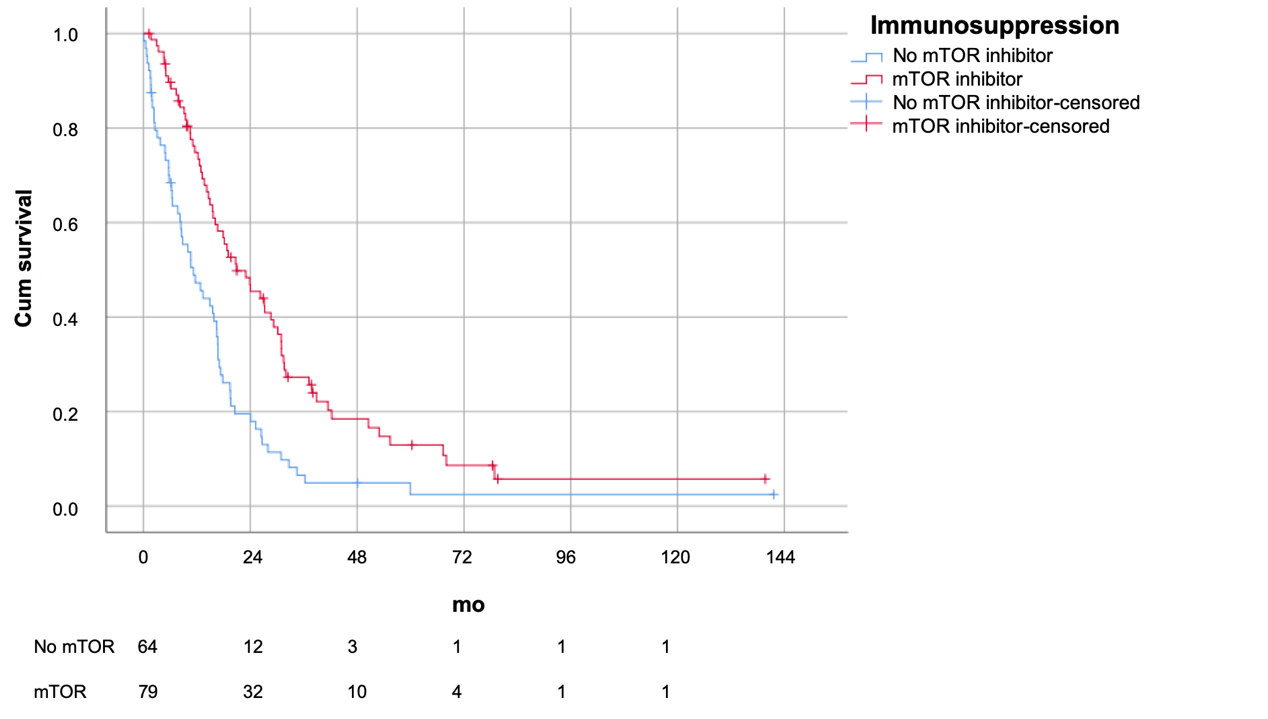 Immunosuppression
No mTOR inhibitor
mTOR inhibitor
No mTOR inhibitor-censored
mTOR inhibitor-censored
Cum survival
1.0
0.8
0.6
0.4
0.2
0.0
0 24 48 72 96 120 144
mo
No mTOR 64 12 3 1 1 1
mTOR 79 32 10 4 1 1